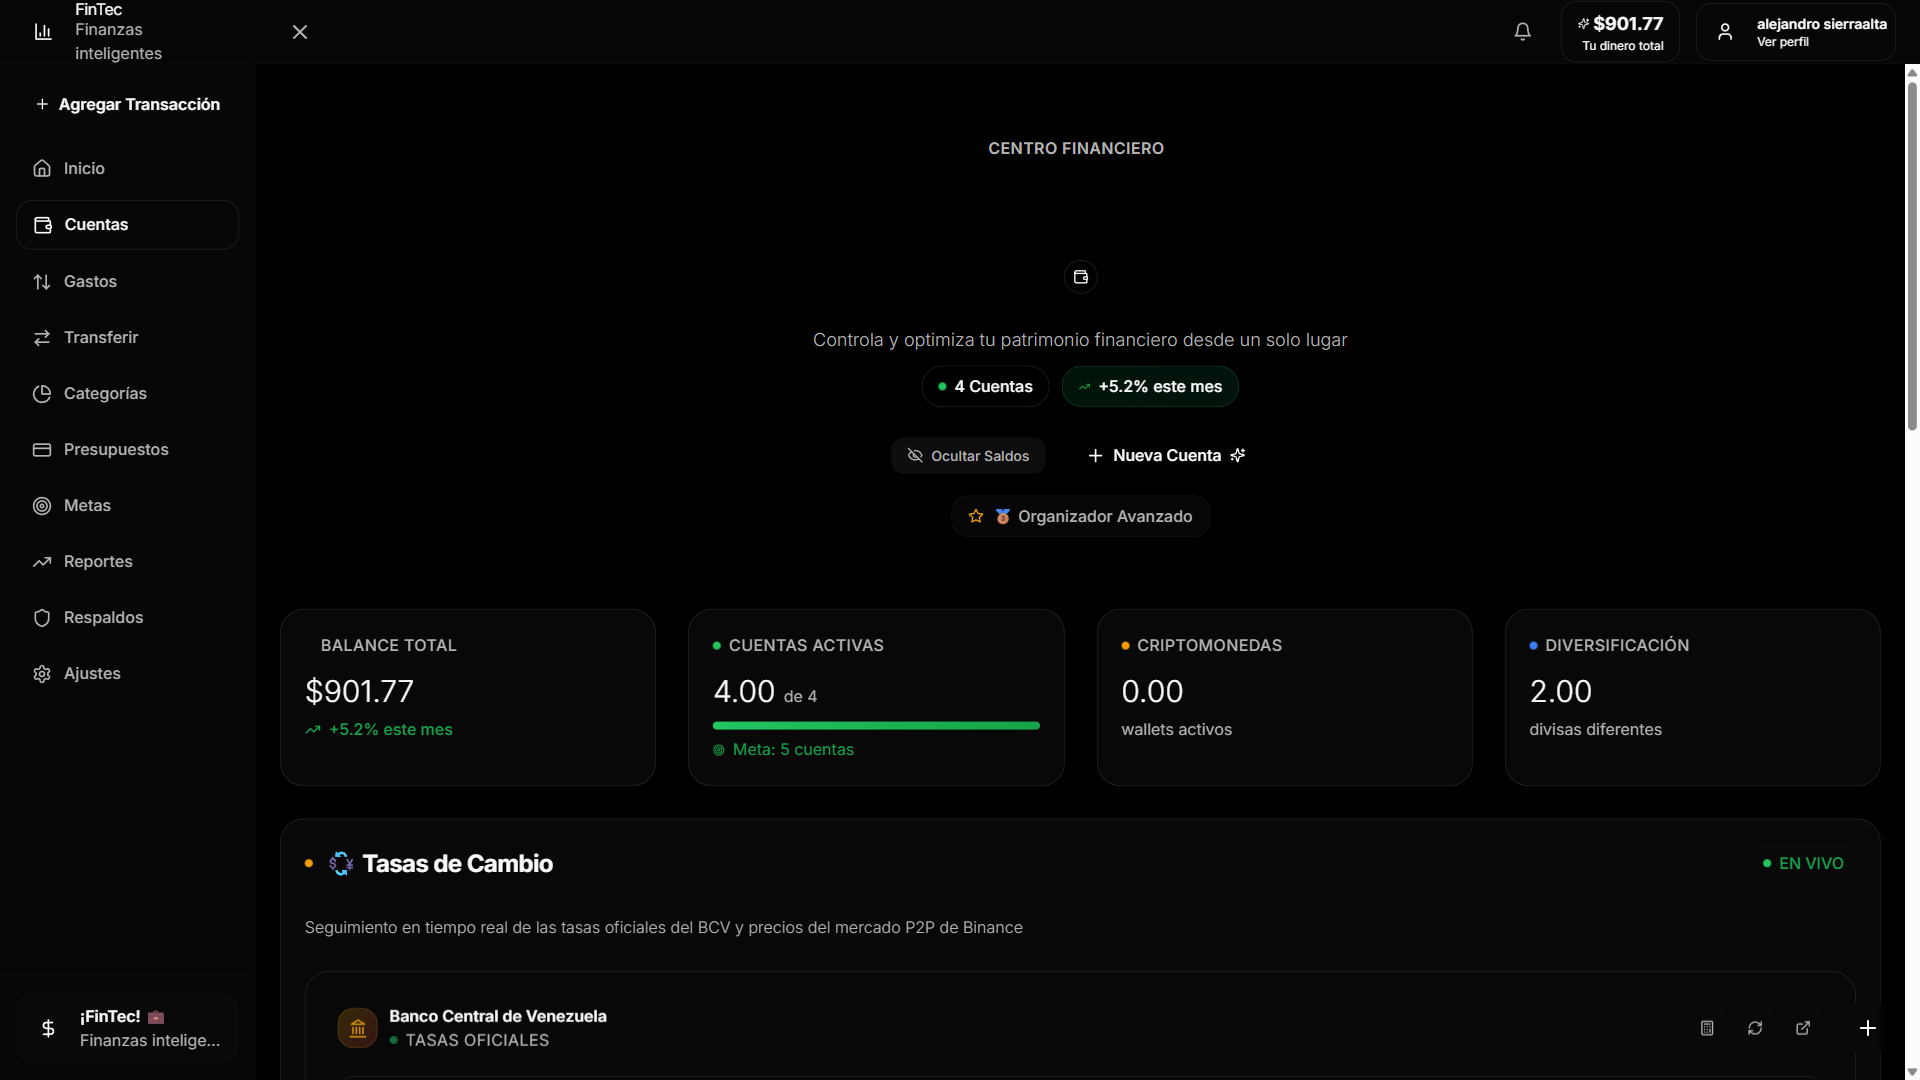 FinTec
Finanzas
inteligentes
$901.77
Tu dinero total
alejandro sierraalta
Ver perfil
Agregar Transacción
Inicio
Cuentas
Gastos
Transferir
Categorías
Presupuestos
Metas
Reportes
Respaldos
Ajustes
¡FinTec! 💼
Finanzas intelige...
CENTRO FINANCIERO
Controla y optimiza tu patrimonio financiero desde un solo lugar
4 Cuentas
+5.2% este mes
Ocultar Saldos
Nueva Cuenta
🥉 Organizador Avanzado
BALANCE TOTAL
$901.77
+5.2% este mes
CUENTAS ACTIVAS
4.00 de 4
Meta: 5 cuentas
CRIPTOMONEDAS
0.00
wallets activos
DIVERSIFICACIÓN
2.00
divisas diferentes
💱 Tasas de Cambio
EN VIVO
Seguimiento en tiempo real de las tasas oficiales del BCV y precios del mercado P2P de Binance
Banco Central de Venezuela
TASAS OFICIALES